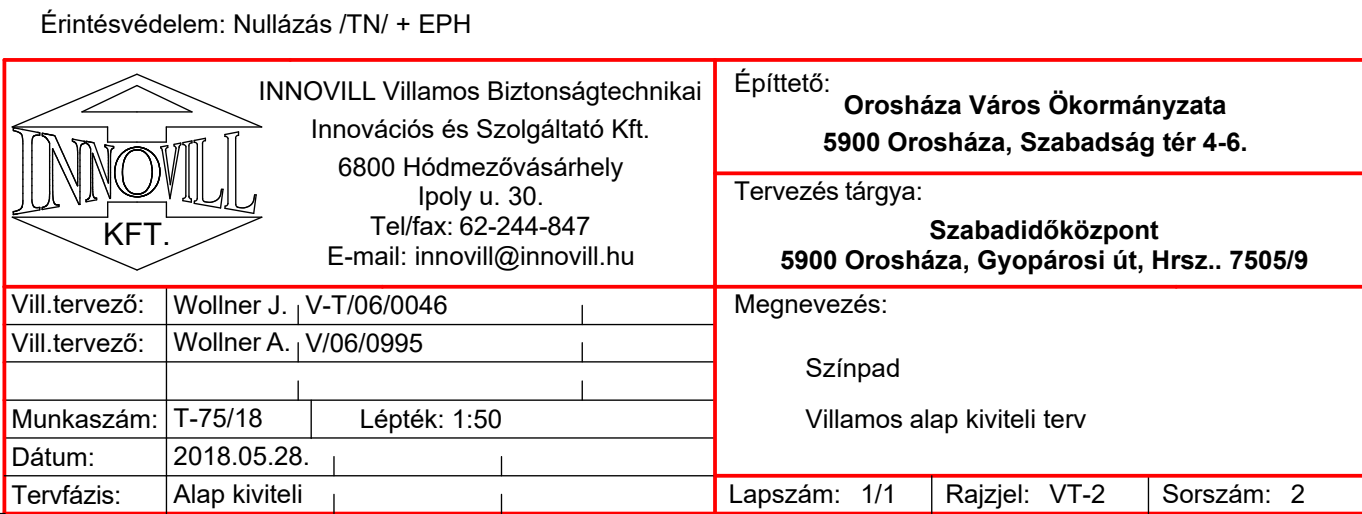 Érintésvédelem: Nullázás /TN/ + EPH
INNOVILL
KFT.
INNOVILL Villamos Biztonságtechnikai
Innovációs és Szolgáltató Kft.
6800 Hódmezővásárhely
Ipoly u. 30.
Tel/fax: 62-244-847
E-mail: innovill@innovill.hu
Építtető:
Orosháza Város Ökormányzata
5900 Orosháza, Szabadság tér 4-6.
Tervezés tárgya:
Szabadidőközpont
5900 Orosháza, Gyopárosi út, Hrsz.. 7505/9
Vill.tervező: Wollner J. V-T/06/0046
Vill.tervező: Wollner A. V/06/0995
Munkaszám: T-75/18 Lépték: 1:50
Dátum: 2018.05.28.
Tervfázis: Alap kiviteli
Megnevezés:
Színpad
Villamos alap kiviteli terv
Lapszám: 1/1 Rajzjel: VT-2 Sorszám: 2